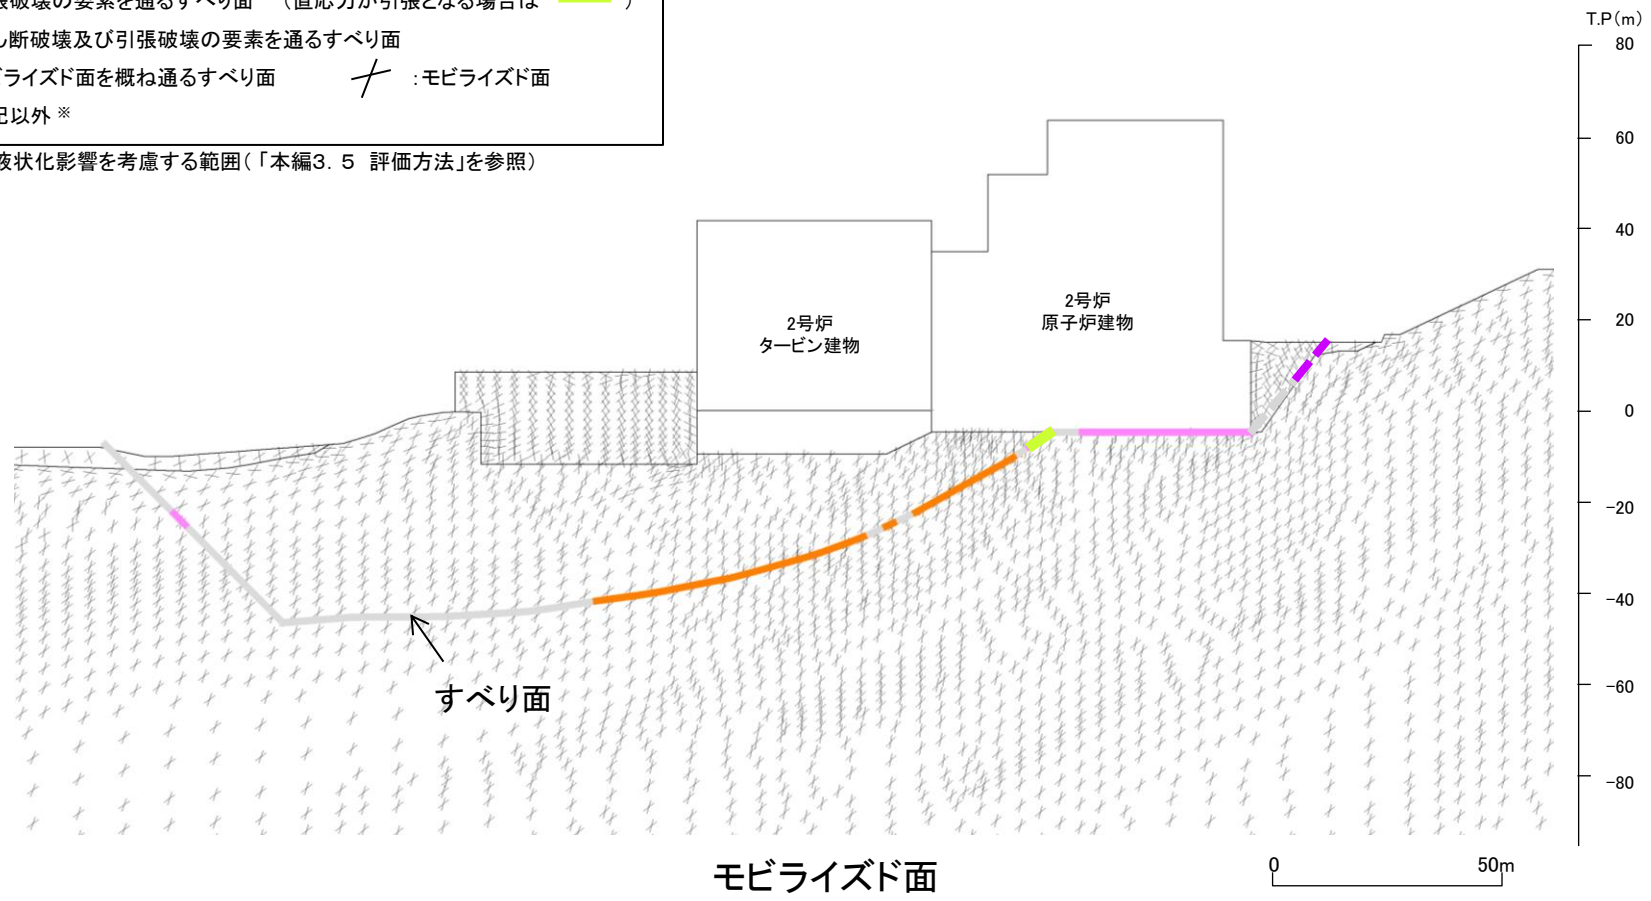 破壊の要素を通るすべり面 （直応力が引張となる場合は ）
断破壊及び引張破壊の要素を通るすべり面
ライズド面を概ね通るすべり面 ：モビライズド面
以外 ※
液状化影響を考慮する範囲（「本編3．5 評価方法」を参照）
T.P（m）
80
60
40
20
0
−20
−40
−60
−80
2号炉
タービン建物
2号炉
原子炉建物
すべり面
モビライズド面
0 50m